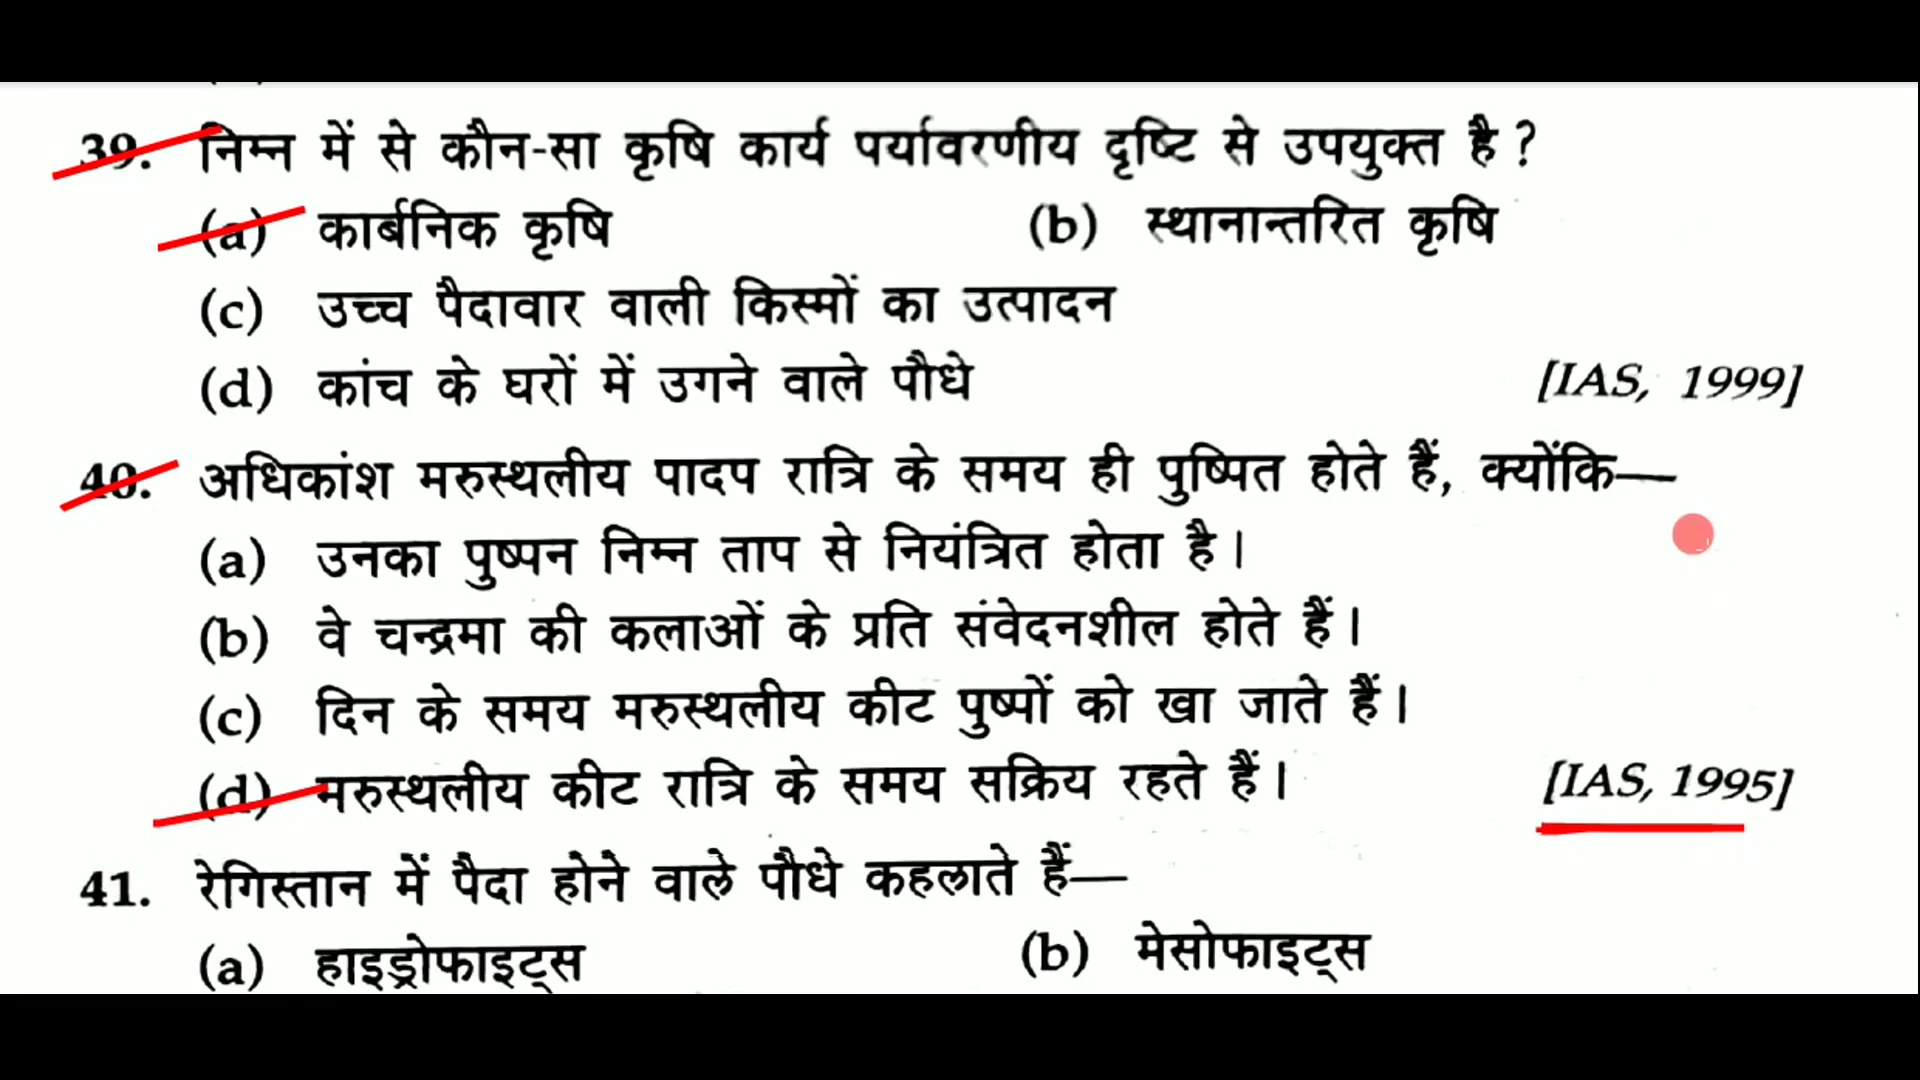 39. निम्न में से कौन-सा कृषि कार्य पर्यावरणीय दृष्टि से उपयुक्त है ?
(a) कार्बनिक कृषि (b) स्थानान्तरित कृषि
(c) उच्च पैदावार वाली किस्मों का उत्पादन
(d) कांच के घरों में उगने वाले पौधे [IAS, 1999]
40. अधिकांश मरुस्थलीय पादप रात्रि के समय ही पुष्पित होते हैं, क्योंकि—
(a) उनका पुष्पन निम्न ताप से नियंत्रित होता है।
(b) वे चन्द्रमा की कलाओं के प्रति संवेदनशील होते हैं।
(c) दिन के समय मरुस्थलीय कीट पुष्पों को खा जाते हैं।
(d) मरुस्थलीय कीट रात्रि के समय सक्रिय रहते हैं। [IAS, 1995]
41. रेगिस्तान में पैदा होने वाले पौधे कहलाते हैं—
(a) हाइड्रोफाइट्स (b) मेसोफाइट्स